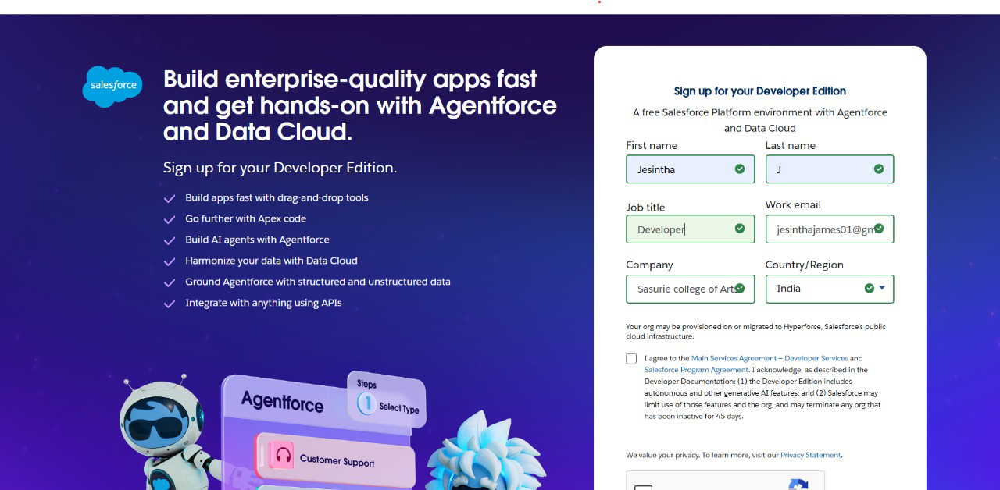 salesforce
Build enterprise-quality apps fast
and get hands-on with Agentforce
and Data Cloud.
Sign up for your Developer Edition.
Build apps fast with drag-and-drop tools
Go further with Apex code
Build AI agents with Agentforce
Harmonize your data with Data Cloud
Ground Agentforce with structured and unstructured data
Integrate with anything using APIs
Agentforce
Steps
1 Select Type
Customer Support
Sign up for your Developer Edition
A free Salesforce Platform environment with Agentforce
and Data Cloud
First name Last name
Jesintha J
Job title Work email
Developer jesinthajames01@gm
Company Country/Region
Sasurie college of Arts India
Your org may be provisioned on or migrated to Hyperforce, Salesforce's public
cloud infrastructure.
I agree to the Main Services Agreement – Developer Services and
Salesforce Program Agreement. I acknowledge, as described in the
Developer Documentation: (1) the Developer Edition includes
autonomous and other generative AI features; and (2) Salesforce may
limit use of those features and the org, and may terminate any org that
has been inactive for 45 days.
We value your privacy. To learn more, visit our Privacy Statement.